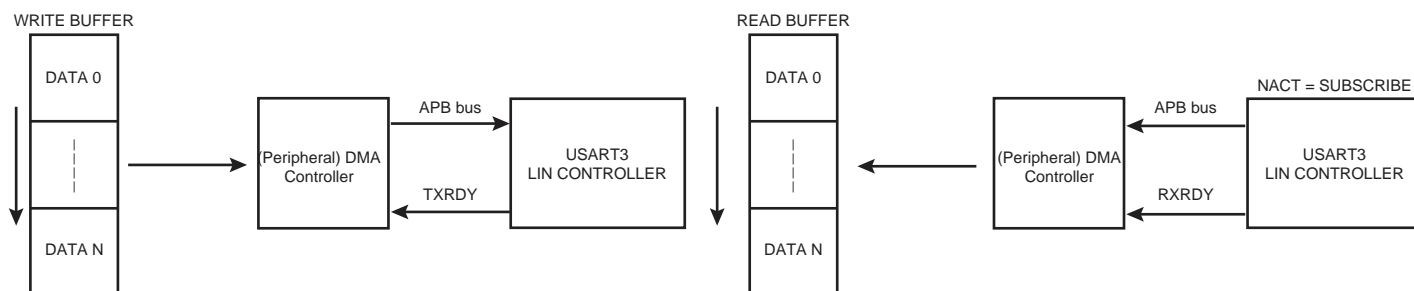 WRITE BUFFER
DATA 0
DATA N
(Peripheral) DMA
Controller
APB bus
TXRDY
USART3
LIN CONTROLLER
READ BUFFER
DATA 0
DATA N
(Peripheral) DMA
Controller
APB bus
RXRDY
NACT = SUBSCRIBE
USART3
LIN CONTROLLER